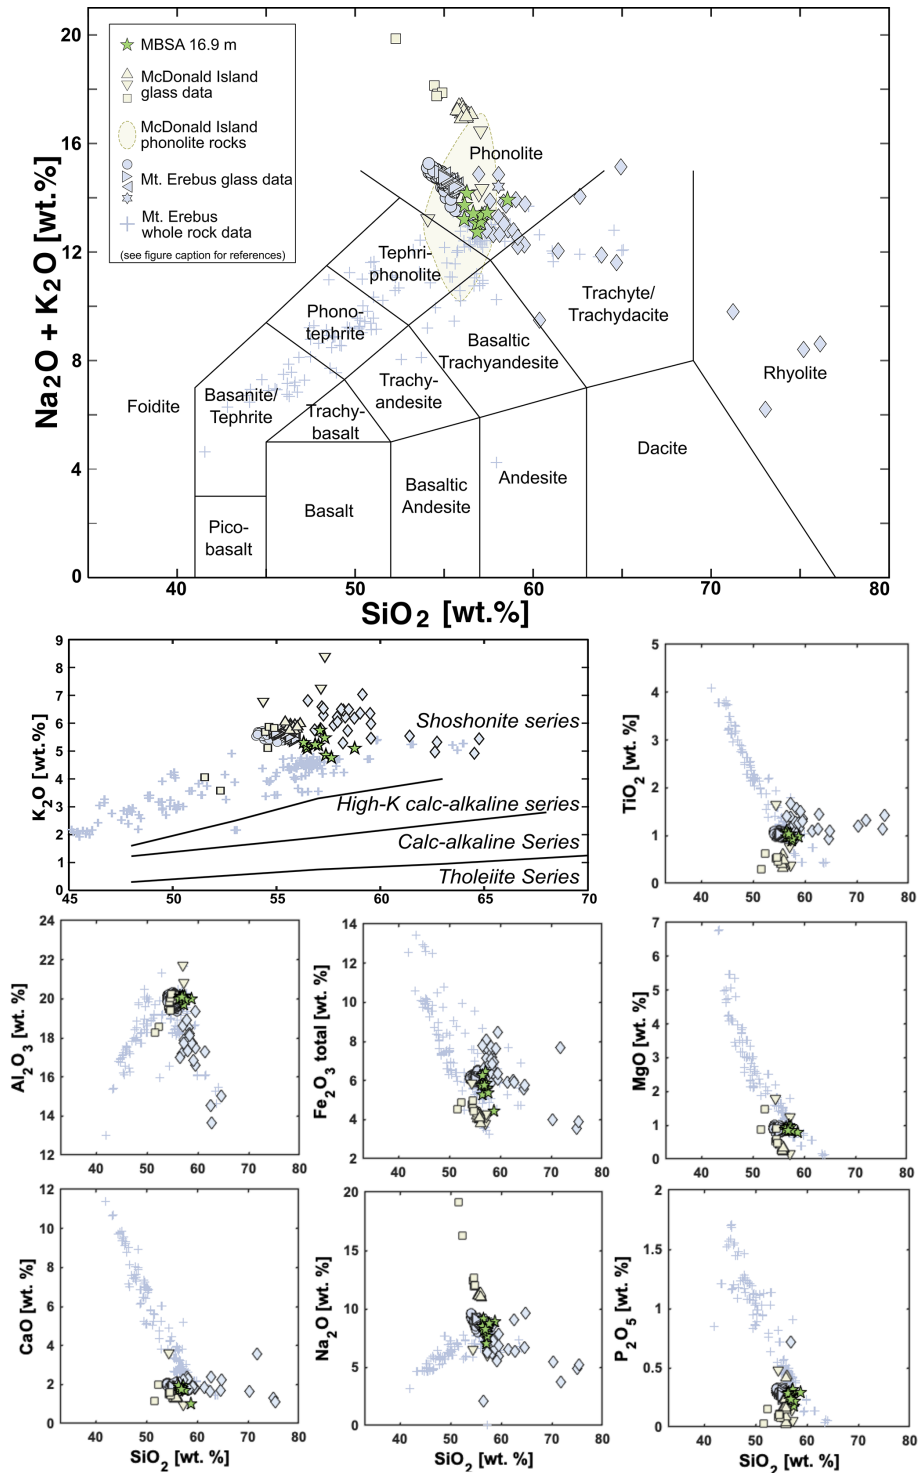 20
16
12
8
4
0
Na2O + K2O [wt.%]
MBSA 16.9 m
McDonald Island
glass data
McDonald Island
phonolite rocks
Mt. Erebus glass data
Mt. Erebus
whole rock data
(see figure caption for references)
Phonolite
Tephri-
phonolite
Phono-
tephrite
Trachyte/
Trachydacite
Basaltic
Trachyandesite
Foidite
Basanite/
Tephrite
Trachy-
andesite
Rhyolite
Trachy-
basalt
Dacite
Basaltic
Andesite
Andesite
Basalt
Pico-
basalt
40 50 60 70 80
SiO2 [wt.%]
9
8
7
6
5
4
3
2
1
0
K2O [wt.%]
Shoshonite series
High-K calc-alkaline series
Calc-alkaline Series
Tholeiite Series
45 50 55 60 65 70
5
4
3
2
1
0
TiO2 [wt. %]
40 50 60 70 80
24
22
20
18
16
14
12
Al2O3 [wt. %]
40 50 60 70 80
14
12
10
8
6
4
2
Fe2O3 total [wt. %]
40 50 60 70 80
7
6
5
4
3
2
1
0
MgO [wt. %]
40 50 60 70 80
12
10
8
6
4
2
0
CaO [wt. %]
40 50 60 70 80
SiO2 [wt. %]
20
15
10
5
0
Na2O [wt. %]
40 50 60 70 80
SiO2 [wt. %]
2
1.5
1
0.5
0
P2O5 [wt. %]
40 50 60 70 80
SiO2 [wt. %]